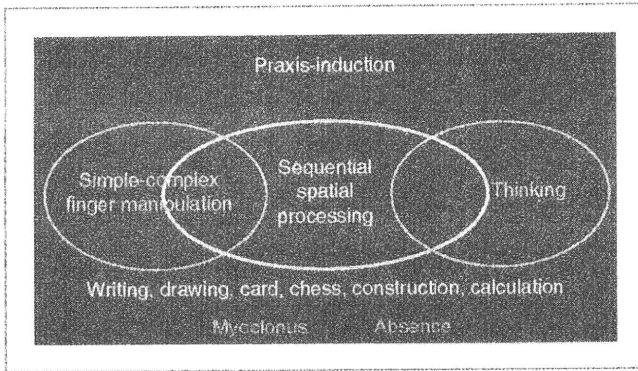 Praxis-induction
Simple-complex
finger manipulation
Sequential
spatial
processing
Thinking
Writing, drawing, card, chess, construction, calculation
Myoclonus Absence